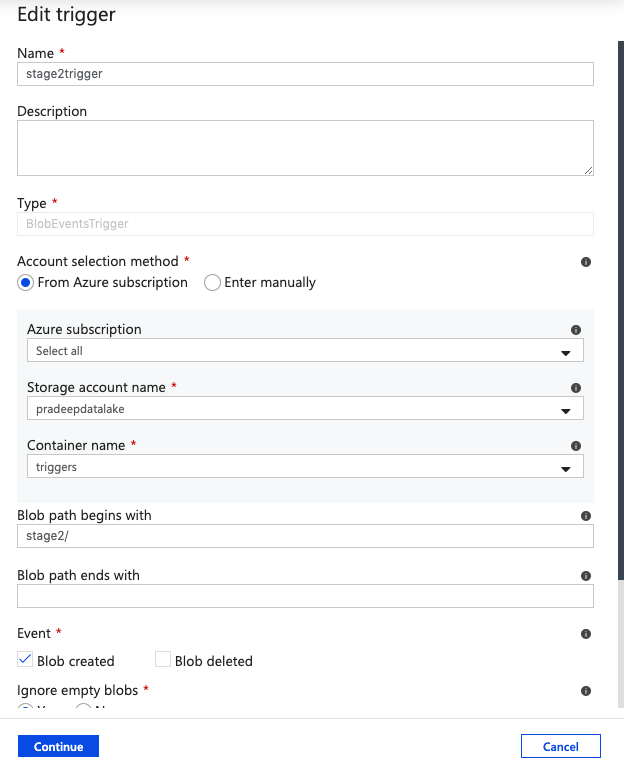 Edit trigger
Name *
stage2trigger
Description
Type *
BlobEventsTrigger
Account selection method *
From Azure subscription Enter manually
Azure subscription
Select all
Storage account name *
pradeepdatalake
Container name *
triggers
Blob path begins with
stage2/
Blob path ends with
Event *
Blob created Blob deleted
Ignore empty blobs *
Continue Cancel